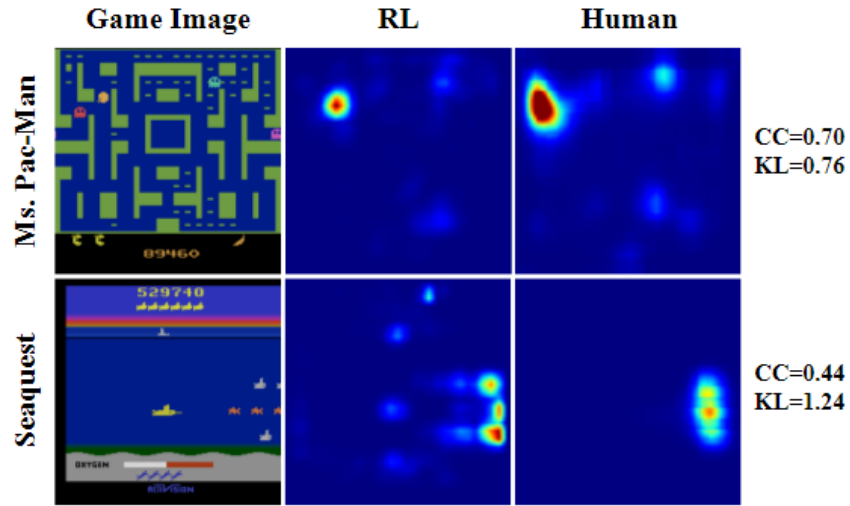 Game Image RL Human
Ms. Pac-Man
89460
CC=0.70
KL=0.76
Seaquest
529740
OXYGEN
ACTIVISION
CC=0.44
KL=1.24